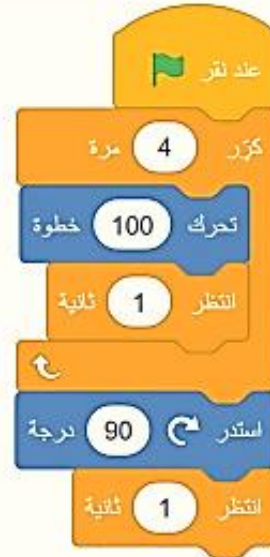 عند نقر
كرّر 4 مرة
تحرك 100 خطوة
انتظر 1 ثانية
استدر 90 درجة
انتظر 1 ثانية